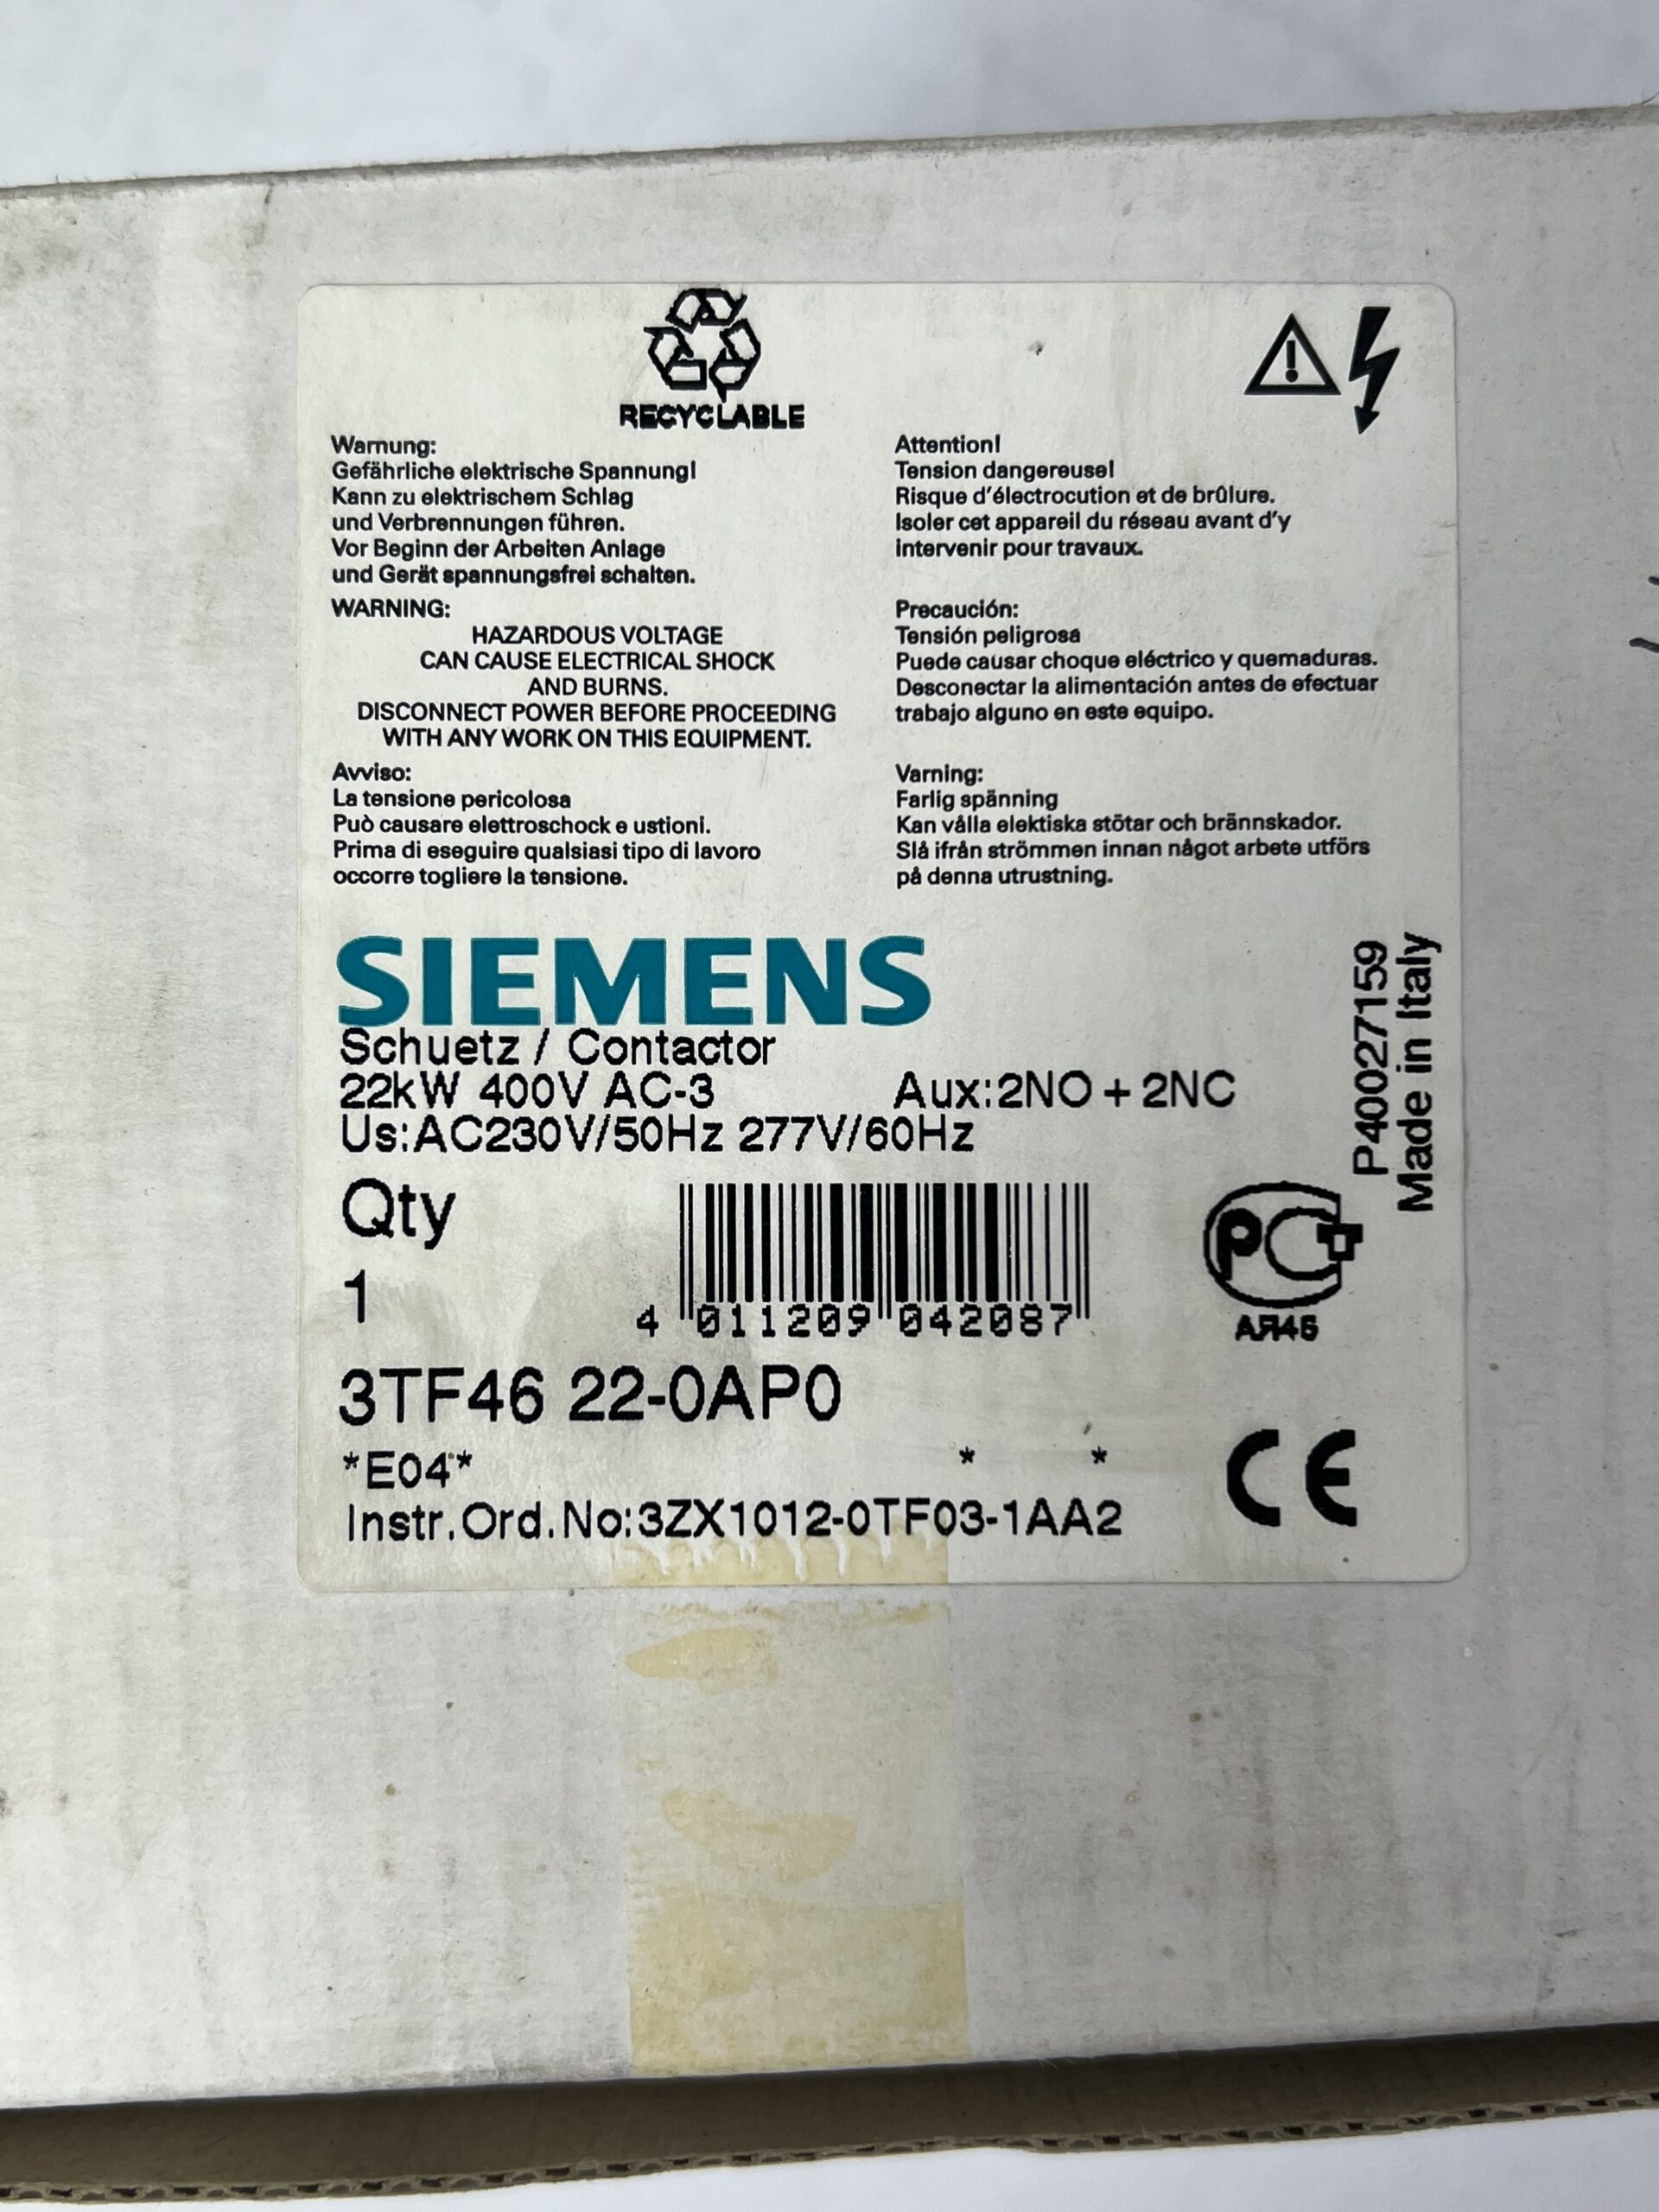 RECYCLABLE
Warnung:
Gefährliche elektrische Spannung!
Kann zu elektrischem Schlag
und Verbrennungen führen.
Vor Beginn der Arbeiten Anlage
und Gerät spannungsfrei schalten.
WARNING:
HAZARDOUS VOLTAGE
CAN CAUSE ELECTRICAL SHOCK
AND BURNS.
DISCONNECT POWER BEFORE PROCEEDING
WITH ANY WORK ON THIS EQUIPMENT.
Avviso:
La tensione pericolosa
Può causare elettroschock e ustioni.
Prima di eseguire qualsiasi tipo di lavoro
occorre togliere la tensione.
Attention!
Tension dangereuse!
Risque d'électrocution et de brûlure.
Isoler cet appareil du réseau avant d'y
intervenir pour travaux.
Precaución:
Tensión peligrosa
Puede causar choque eléctrico y quemaduras.
Desconectar la alimentación antes de efectuar
trabajo alguno en este equipo.
Varning:
Farlig spänning
Kan vålla elektiska stötar och brännskador.
Slå ifrån strömmen innan något arbete utförs
på denna utrustning.
SIEMENS
Schuetz / Contactor
22kW 400V AC-3 Aux:2NO + 2NC
Us:AC230V/50Hz 277V/60Hz
P40027159
Made in Italy
Qty
1
4 011209 042087
PC
АЯ46
3TF46 22-0AP0
*E04* * *
Instr.Ord.No:3ZX1012-0TF03-1AA2
CE